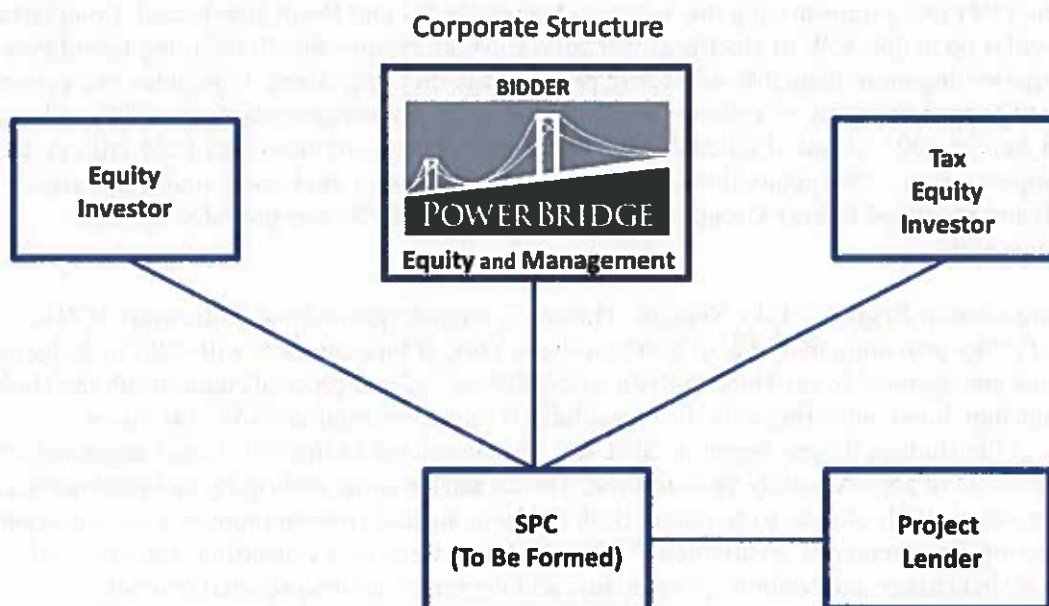 Corporate Structure
BIDDER
POWERBRIDGE
Equity and Management
Equity
Investor
Tax
Equity
Investor
SPC
(To Be Formed)
Project
Lender